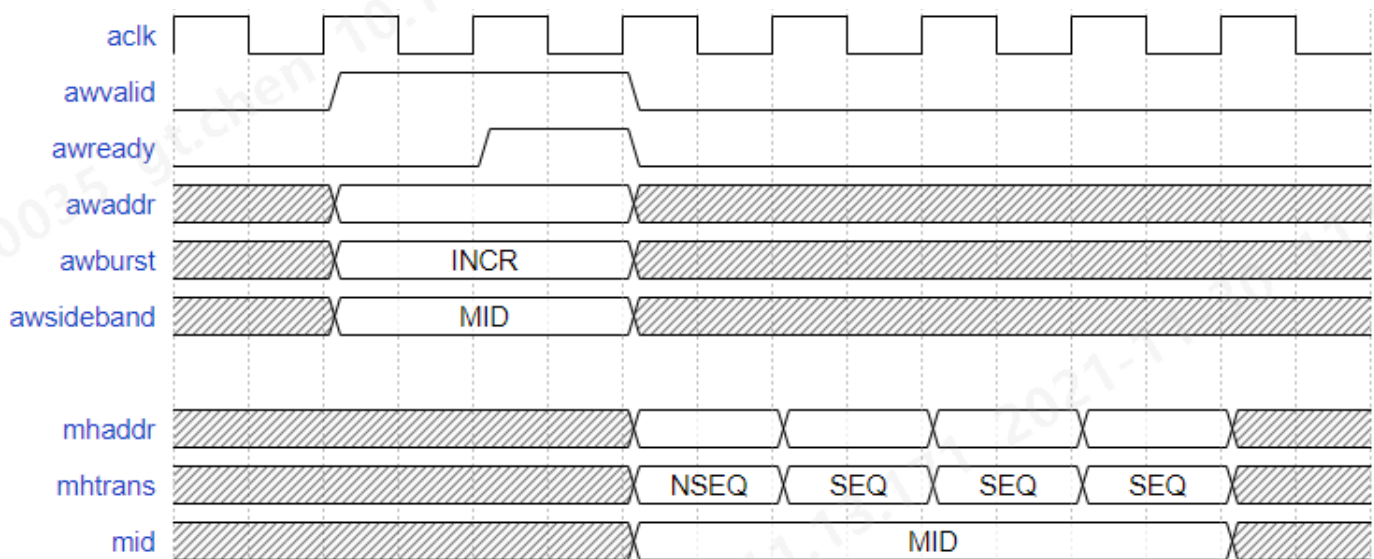 aclk
awvalid
awready
awaddr
awburst INCR
awsideband MID
mhaddr
mhtrans NSEQ SEQ SEQ SEQ
mid MID